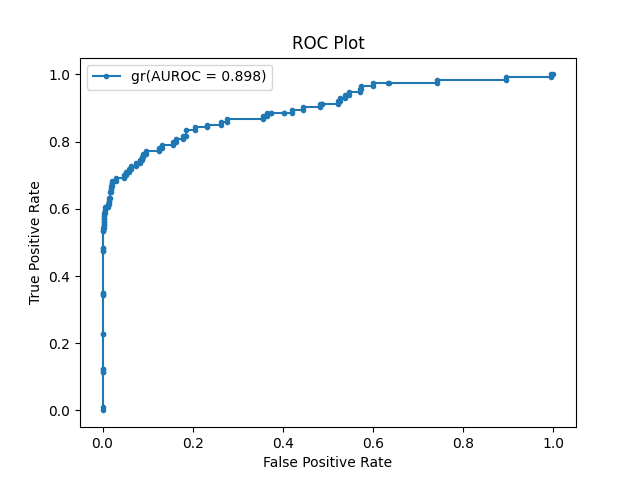 ROC Plot
gr(AUROC = 0.898)
1.0
0.8
0.6
0.4
0.2
0.0
True Positive Rate
0.0 0.2 0.4 0.6 0.8 1.0
False Positive Rate